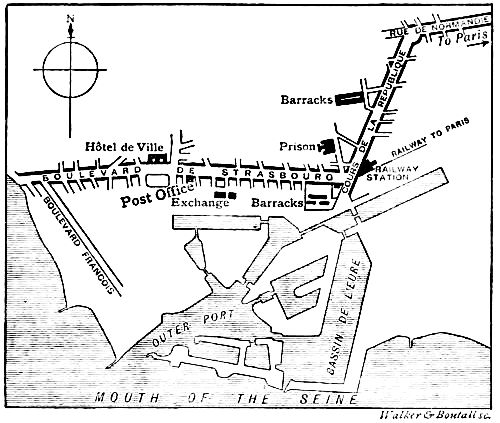 N
RUE DE NORMANDIE
To Paris
Barracks
COURS DE LA REPUBLIQUE
Prison
RAILWAY TO PARIS
Hôtel de Ville
RAILWAY STATION
BOULEVARD DE STRASBOURG
Post Office
Exchange
Barracks
BOULEVARD FRANCOIS
OUTER PORT
BASSIN DE L'EURE
MOUTH OF THE SEINE
Walker & Boutall sc.